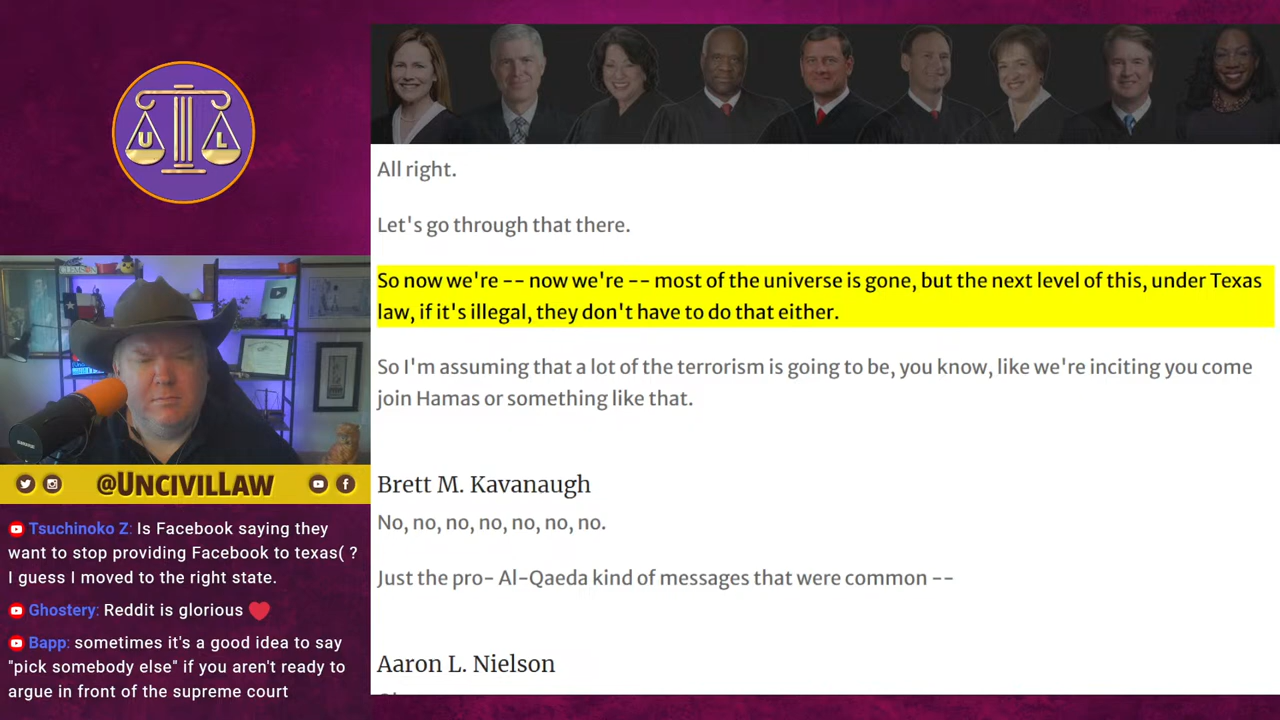 U L
All right.
Let's go through that there.
So now we're -- now we're -- most of the universe is gone, but the next level of this, under Texas
law, if it's illegal, they don't have to do that either.
So I'm assuming that a lot of the terrorism is going to be, you know, like we're inciting you come
join Hamas or something like that.
Brett M. Kavanaugh
No, no, no, no, no, no, no.
Just the pro- Al-Qaeda kind of messages that were common --
Aaron L. Nielson
@UNCIVILLAW
Tsuchinoko Z: Is Facebook saying they
want to stop providing Facebook to texas( ?
I guess I moved to the right state.
Ghostery: Reddit is glorious
Bapp: sometimes it's a good idea to say
"pick somebody else" if you aren't ready to
argue in front of the supreme court